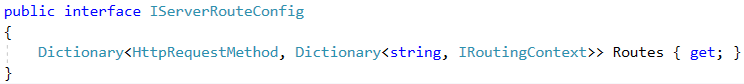 public interface IServerRouteConfig
{
    Dictionary<HttpRequestMethod, Dictionary<string, IRoutingContext>> Routes { get; }
}